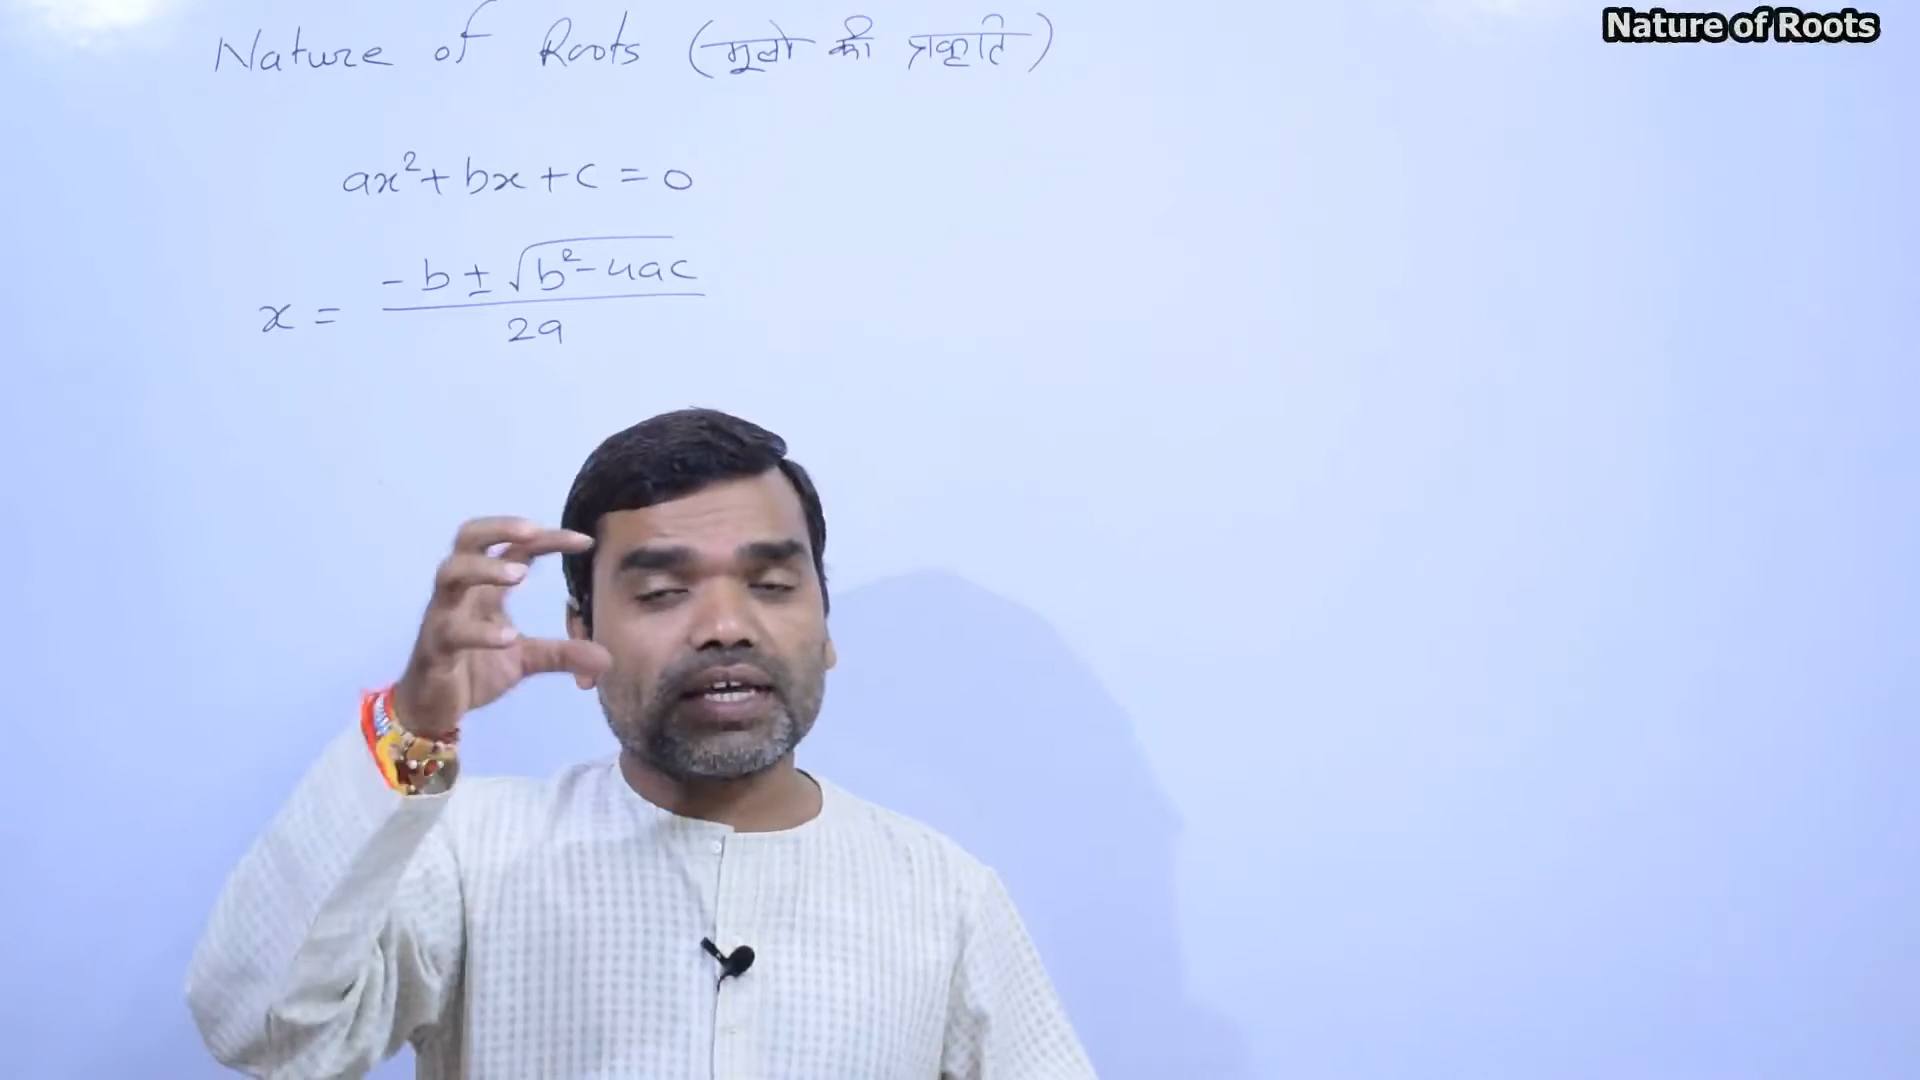 Nature of Roots (मूलो की प्रकृति)
Nature of Roots
ax²+ bx + c = 0
x = -b ± √b²-4ac / 2a